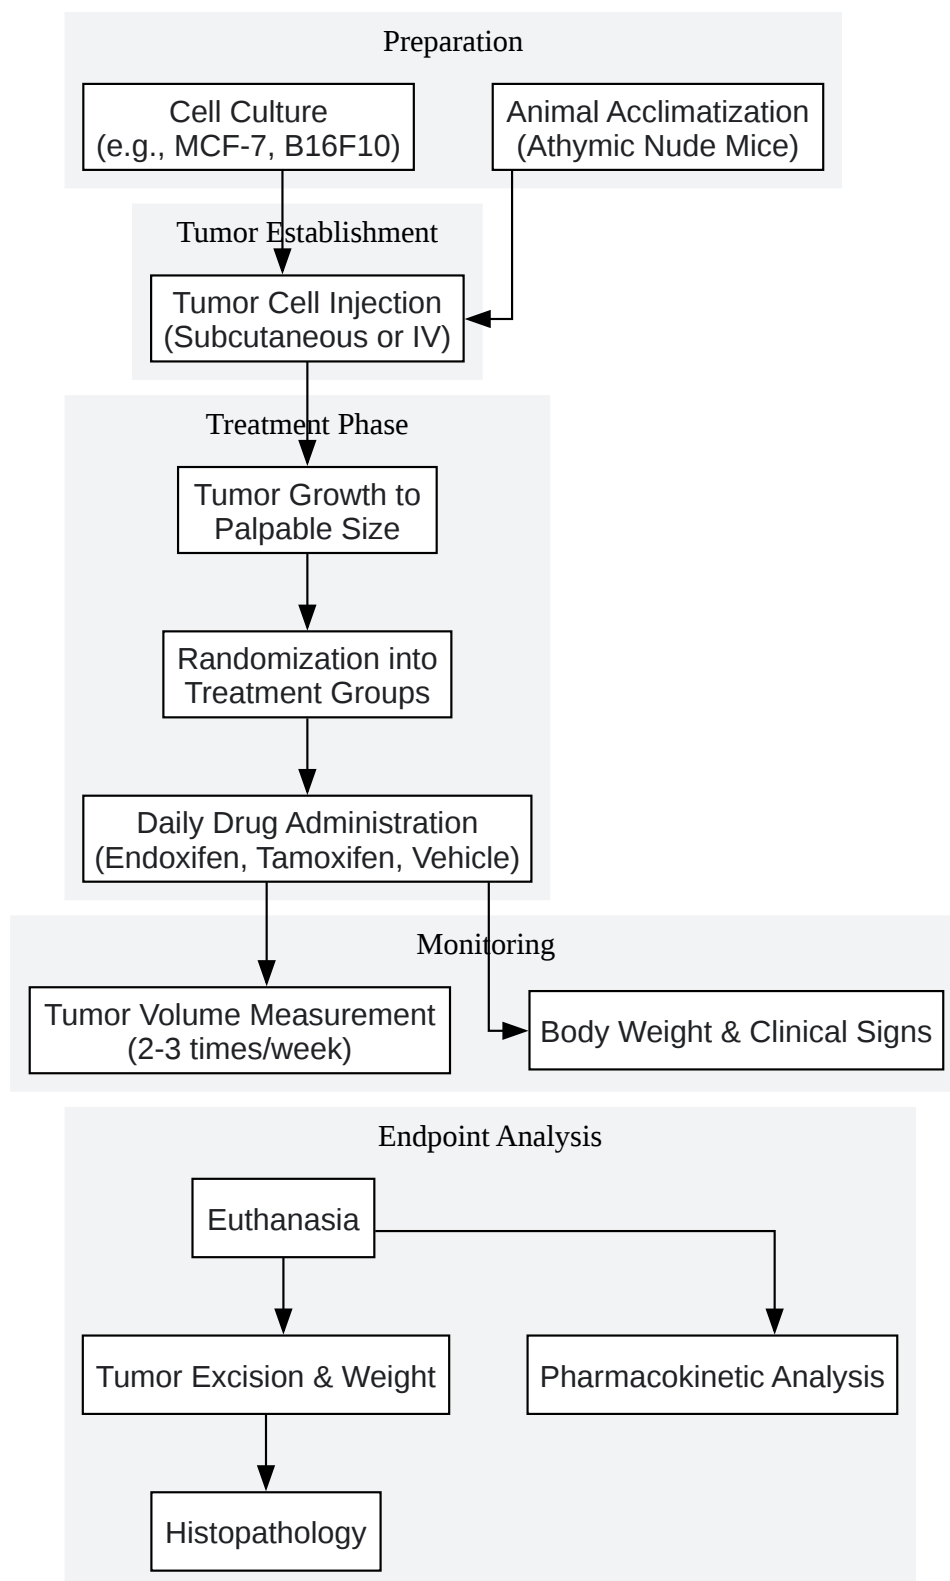 Preparation
Cell Culture
(e.g., MCF-7, B16F10)
Animal Acclimatization
(Athymic Nude Mice)
Tumor Establishment
Tumor Cell Injection
(Subcutaneous or IV)
Treatment Phase
Tumor Growth to
Palpable Size
Randomization into
Treatment Groups
Daily Drug Administration
(Endoxifen, Tamoxifen, Vehicle)
Monitoring
Tumor Volume Measurement
(2-3 times/week)
Body Weight & Clinical Signs
Endpoint Analysis
Euthanasia
Tumor Excision & Weight
Pharmacokinetic Analysis
Histopathology